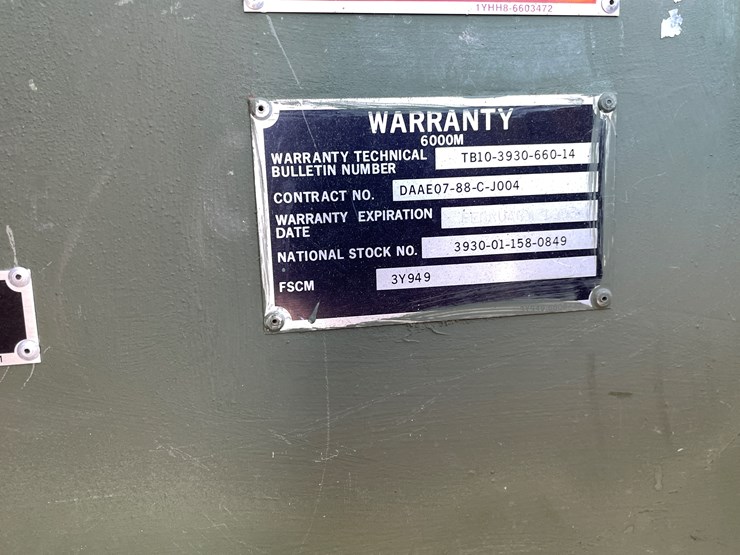 1YHH8-6603472
WARRANTY
6000M
WARRANTY TECHNICAL BULLETIN NUMBER TB10-3930-660-14
CONTRACT NO. DAAE07-88-C-J004
WARRANTY EXPIRATION DATE
NATIONAL STOCK NO. 3930-01-158-0849
FSCM 3Y949